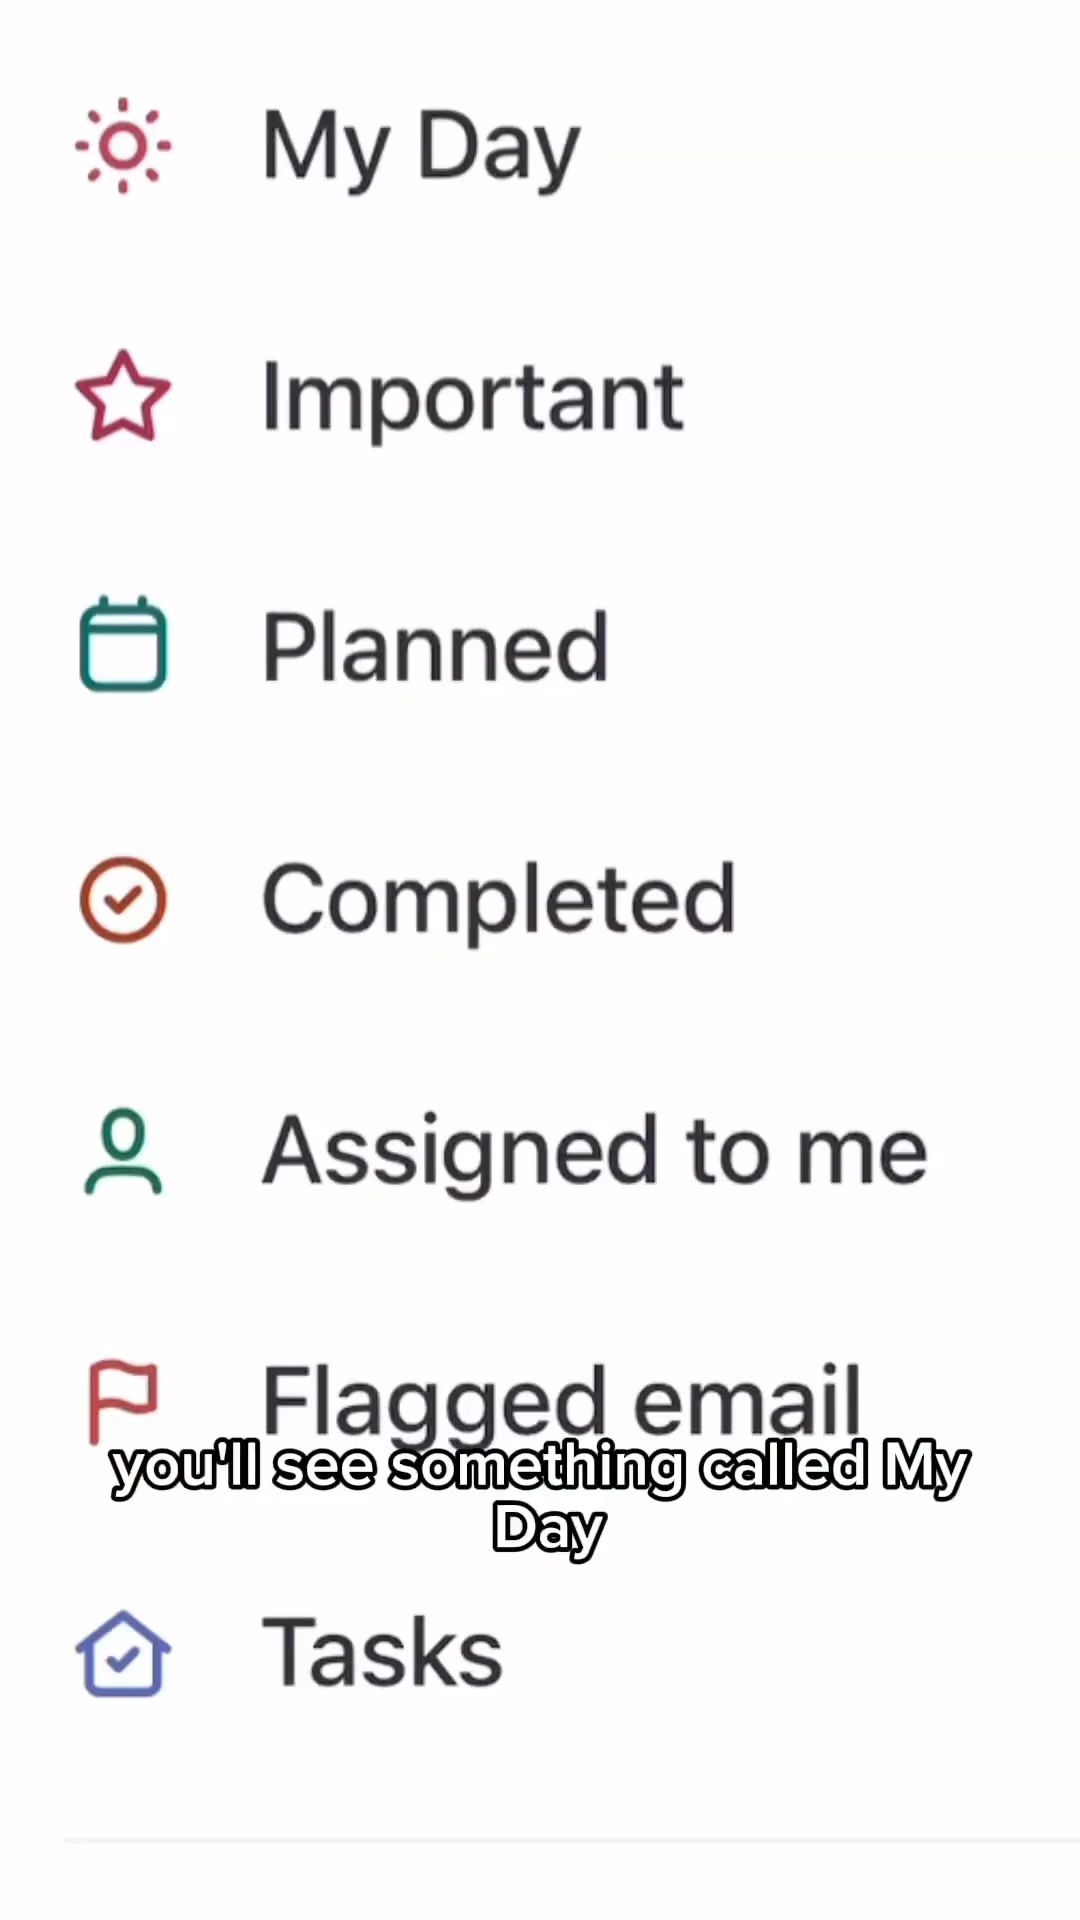 My Day
Important
Planned
Completed
Assigned to me
Flagged email
you'll see something called My
Day
Tasks